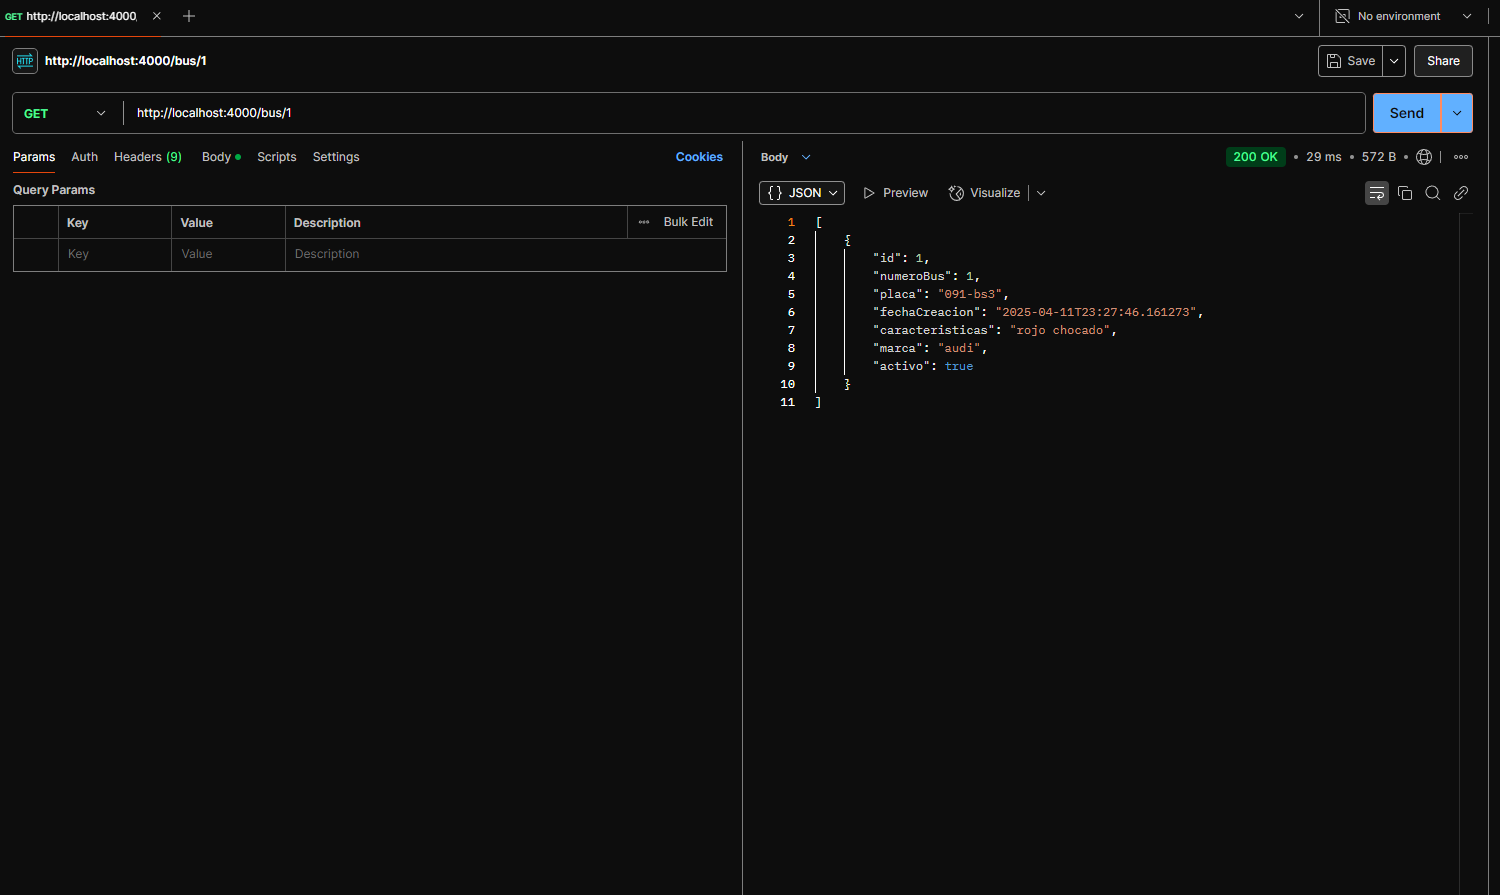 GET http://localhost:4000
No environment
HTTP http://localhost:4000/bus/1
Save
Share
GET
http://localhost:4000/bus/1
Send
Params Auth Headers (9) Body Scripts Settings
Cookies
Query Params
Key Value Description
Bulk Edit
Key Value Description
Body
200 OK • 29 ms • 572 B •
{} JSON Preview Visualize
1 [
2 {
3 "id": 1,
4 "numeroBus": 1,
5 "placa": "091-bs3",
6 "fechaCreacion": "2025-04-11T23:27:46.161273",
7 "caracteristicas": "rojo chocado",
8 "marca": "audi",
9 "activo": true
10 }
11 ]